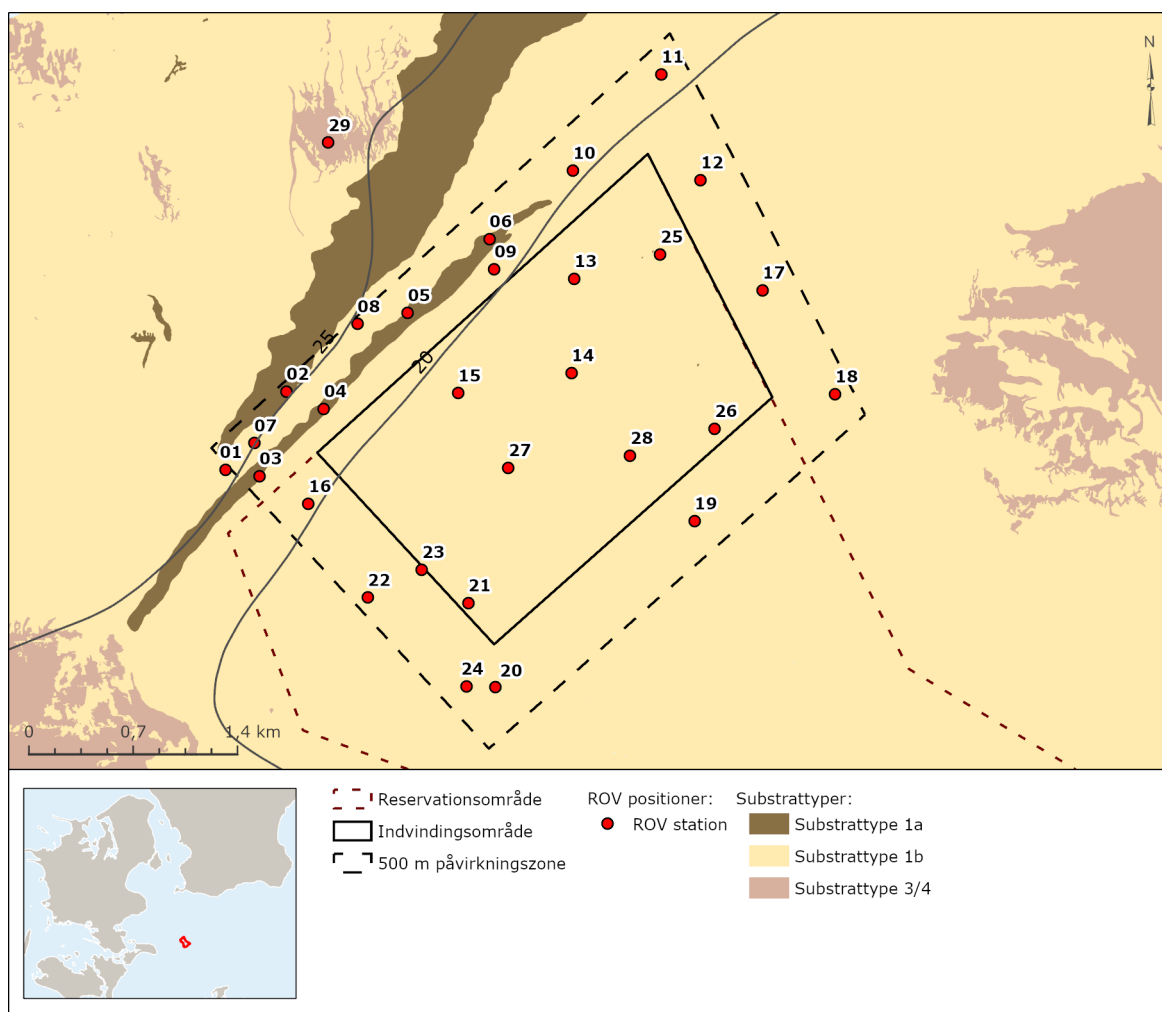 11
N
29
10
12
06
25
09
13
17
05
08
25
14
20
02
15
18
04
26
07
28
01
03
27
16
19
23
22
21
24
20
0 0,7 1,4 km
Reservationsområde
Indvindingsområde
500 m påvirkningszone
ROV positioner:
ROV station
Substrattyper:
Substrattype 1a
Substrattype 1b
Substrattype 3/4